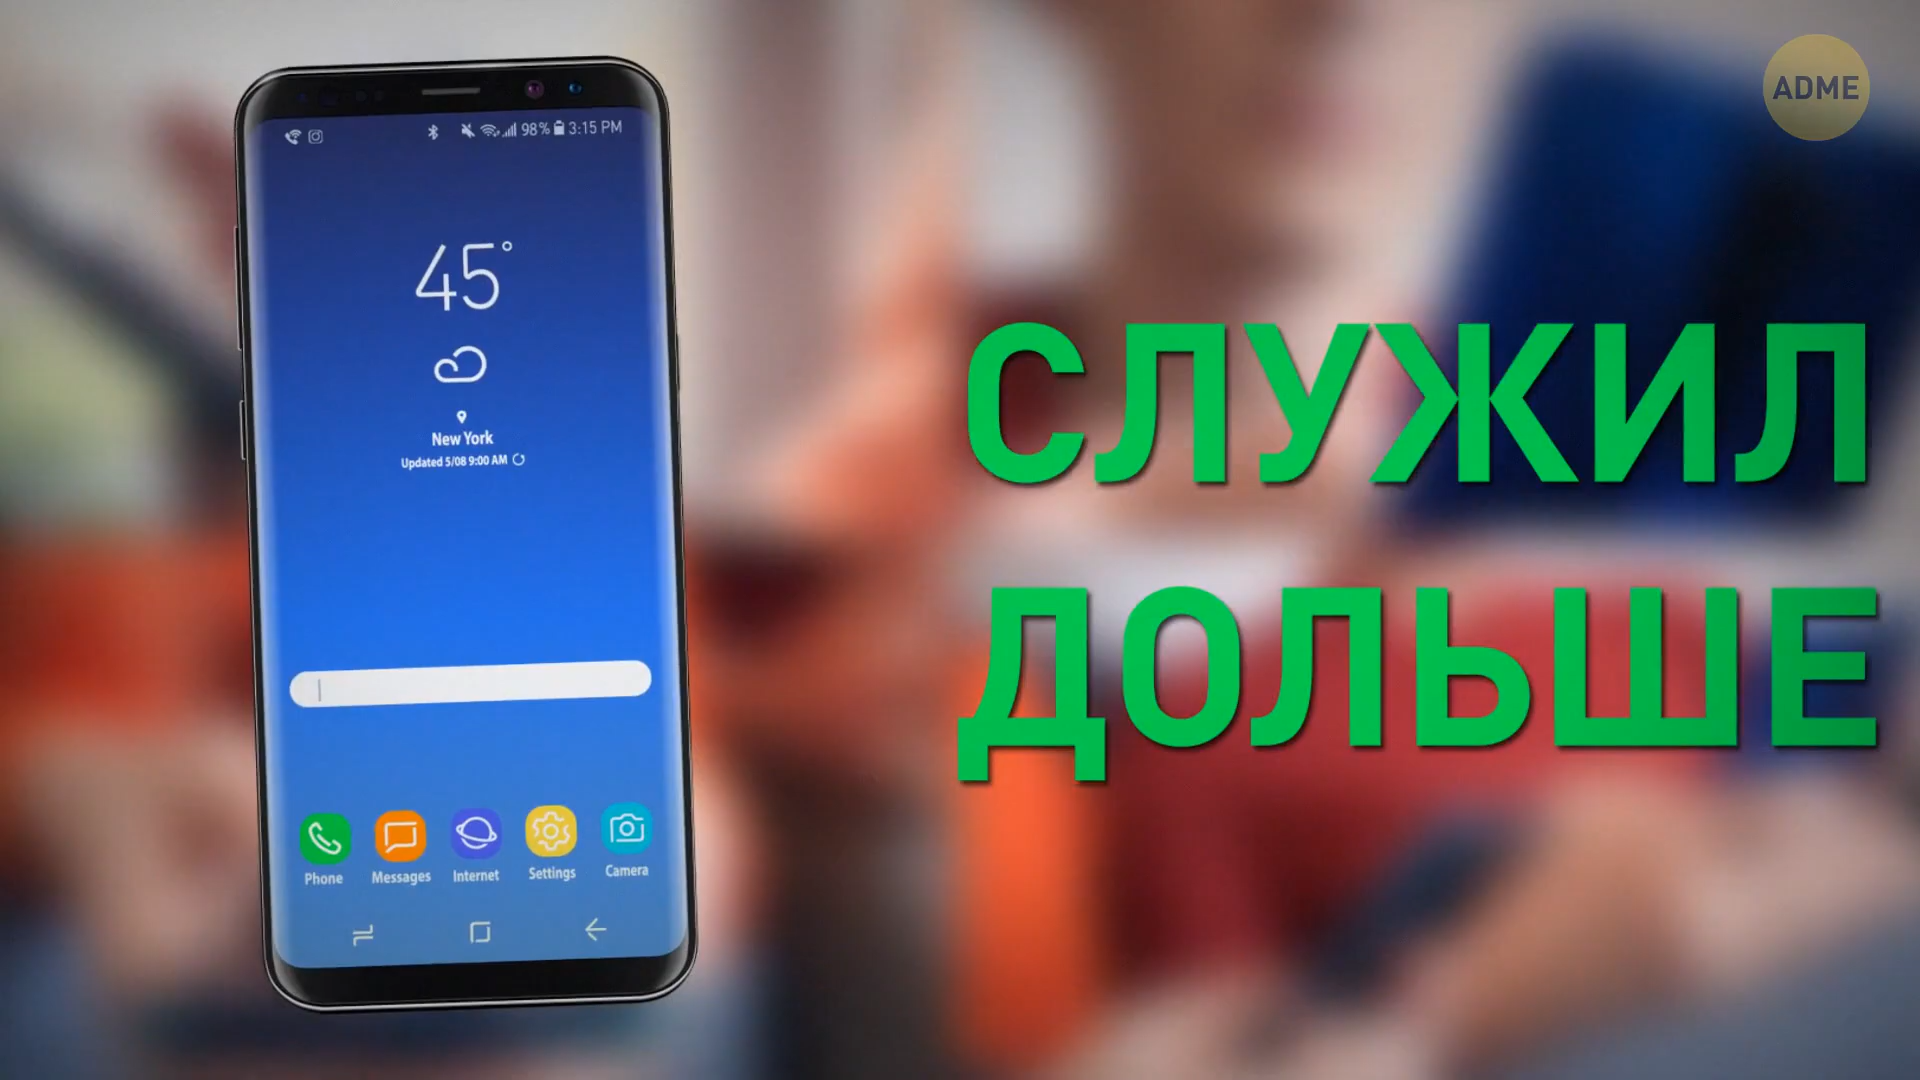 ADME
98% 3:15 PM
45°
New York
Updated 5/08 9:00 AM
Phone Messages Internet Settings Camera
СЛУЖИЛ
ДОЛЬШЕ